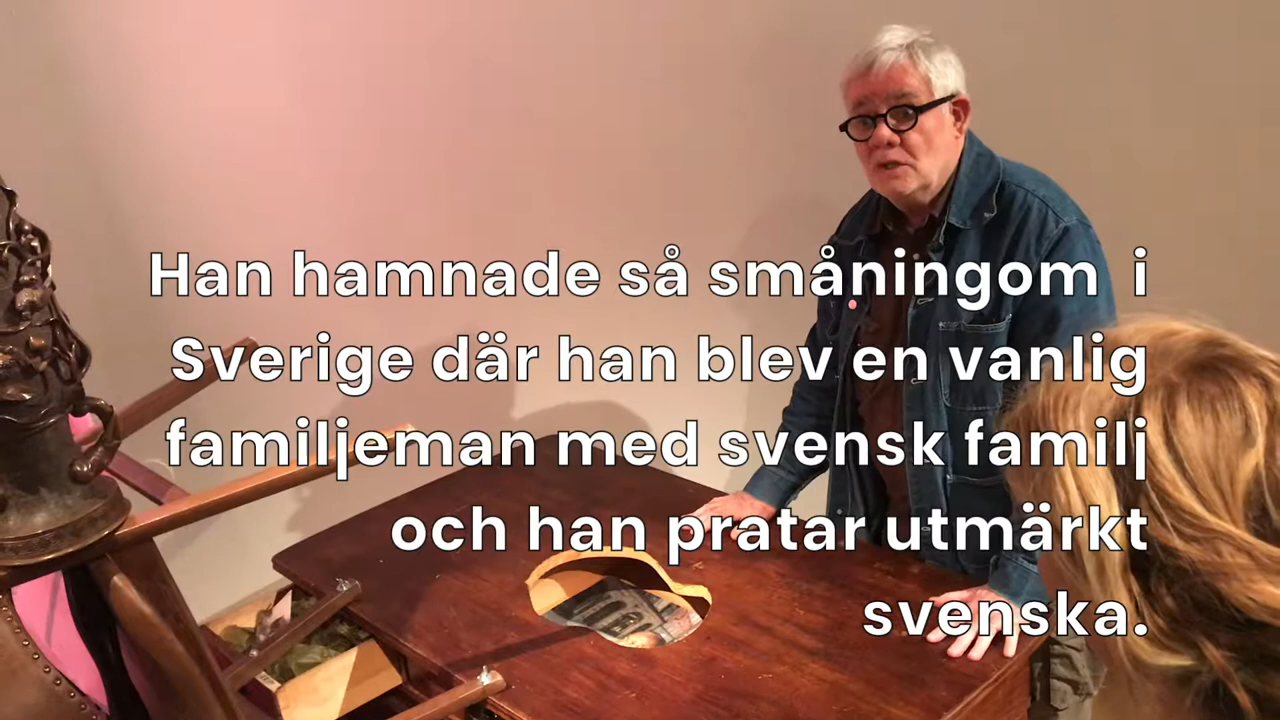 Han hamnade så småningom i
Sverige där han blev en vanlig
familjeman med svensk familj
och han pratar utmärkt
svenska.